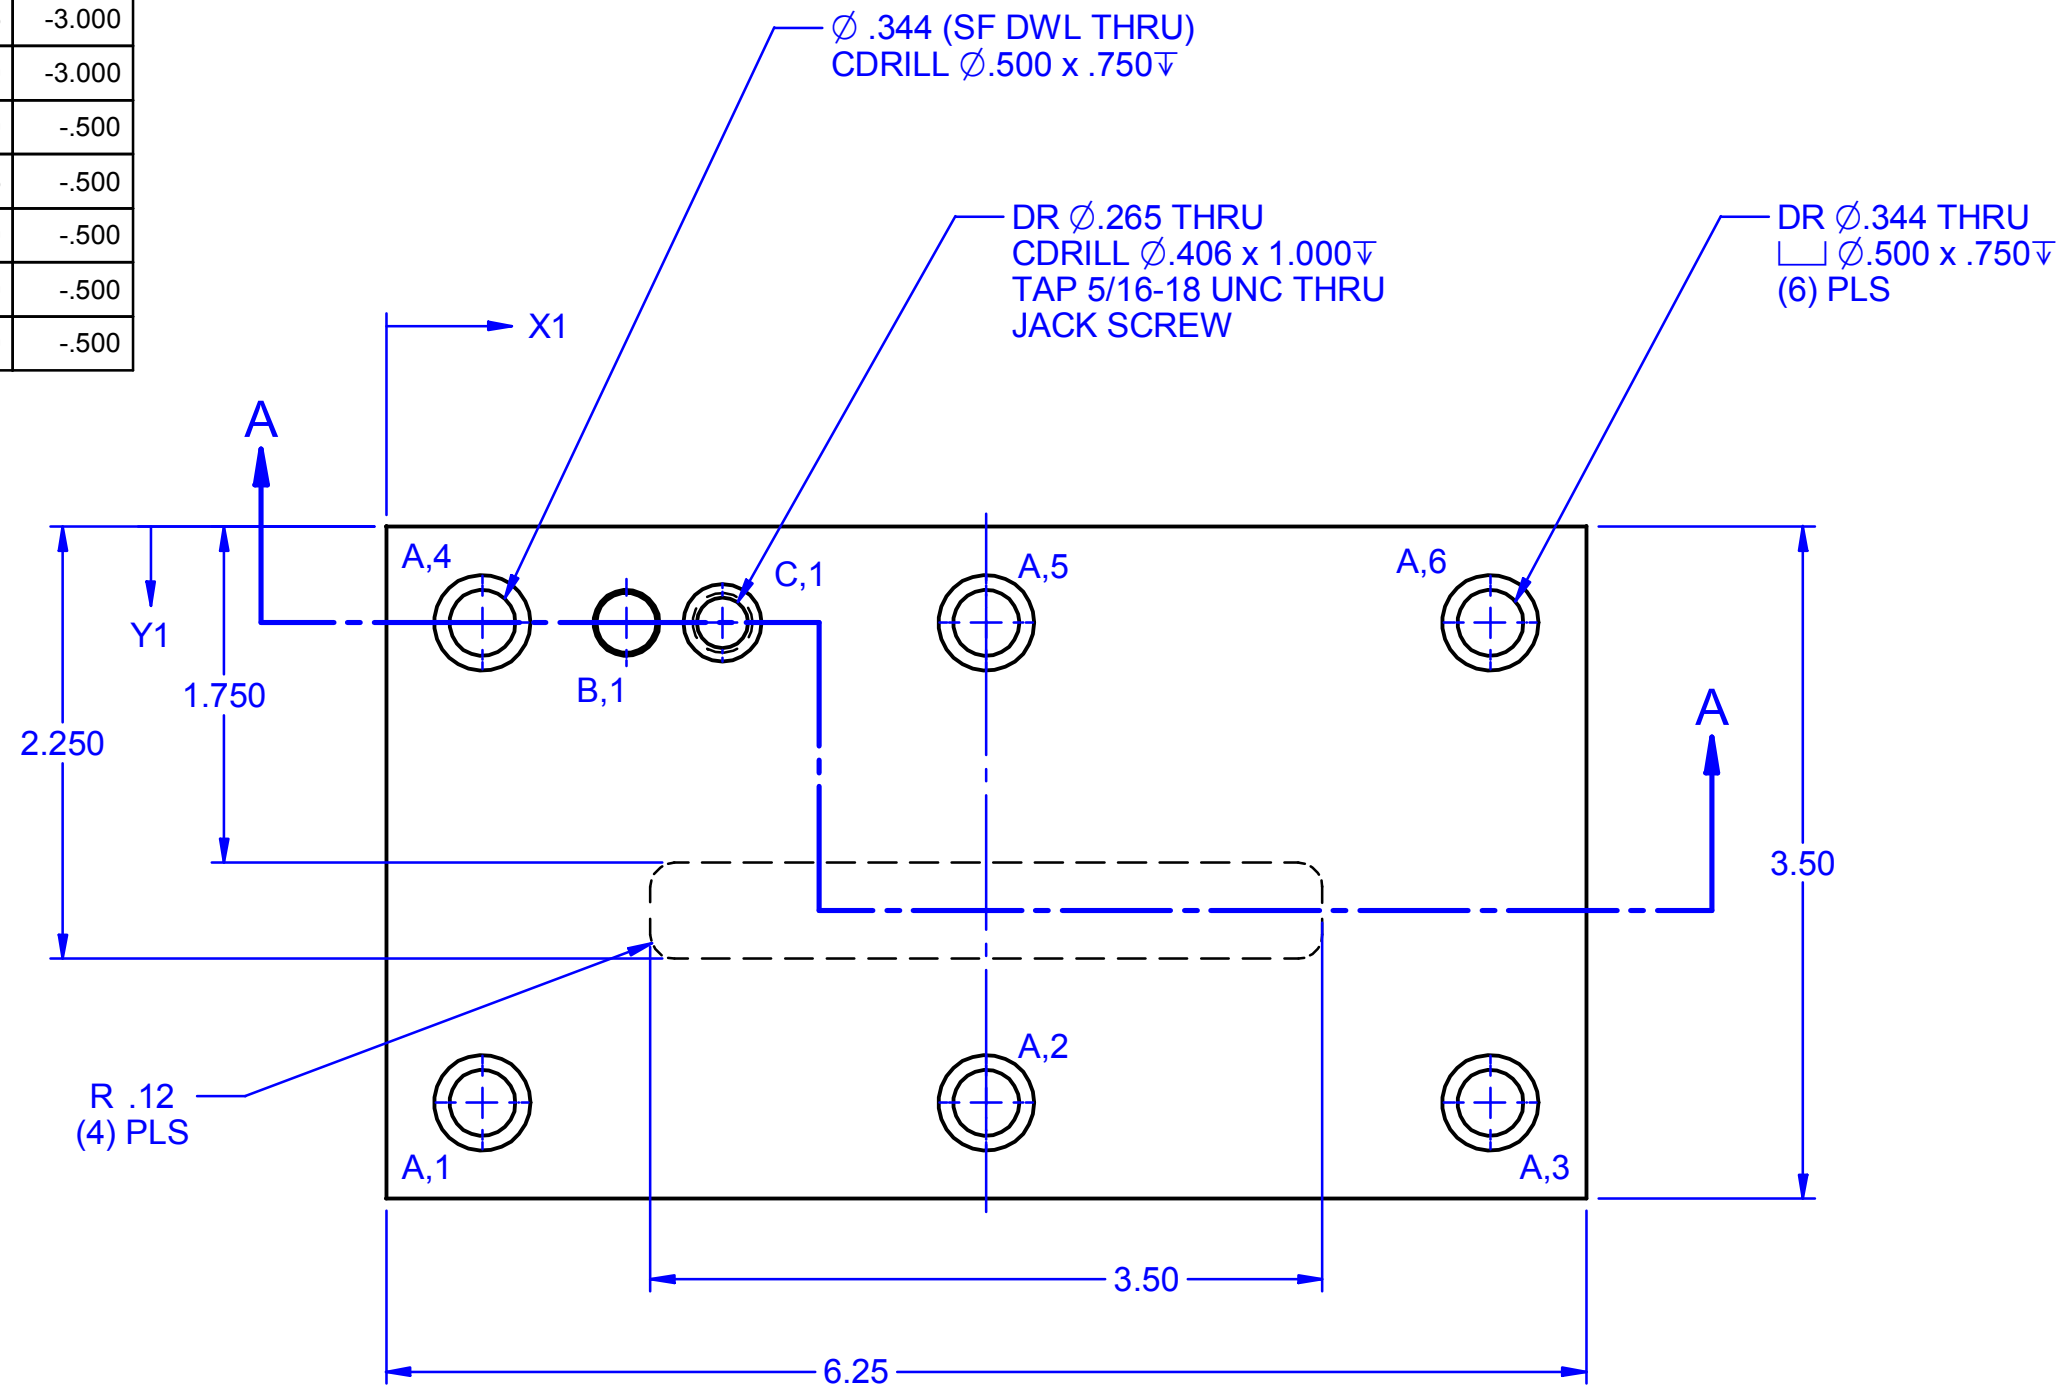 -3.000
-3.000
-.500
-.500
-.500
-.500
-.500
∅ .344 (SF DWL THRU)
CDRILL ∅.500 x .750↧
DR ∅.265 THRU
CDRILL ∅.406 x 1.000↧
TAP 5/16-18 UNC THRU
JACK SCREW
DR ∅.344 THRU
⌴ ∅.500 x .750↧
(6) PLS
X1
A
A,4
C,1
A,5
A,6
Y1
B,1
1.750
2.250
A
3.50
A,2
R .12
(4) PLS
A,1
A,3
3.50
6.25